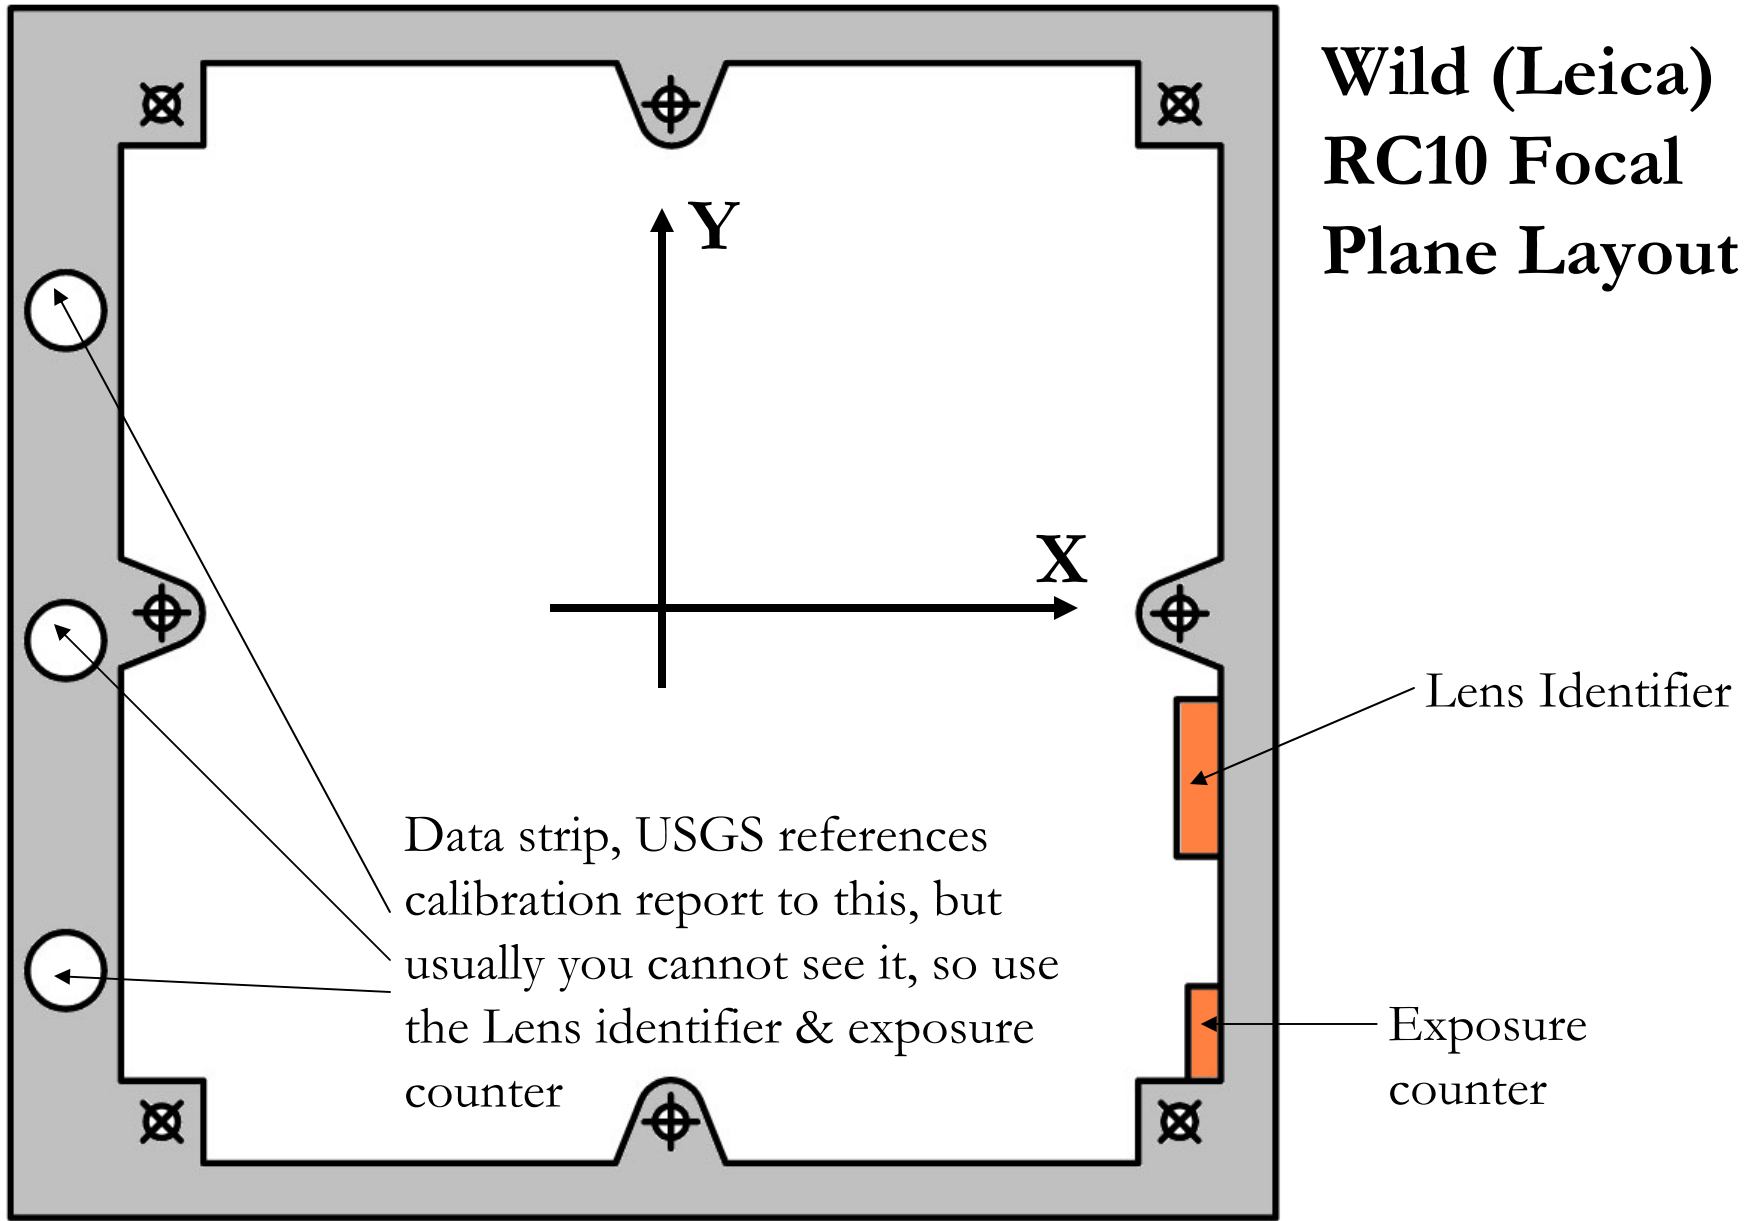 Wild (Leica)
RC10 Focal
Plane Layout
Y
X
Lens Identifier
Data strip, USGS references
calibration report to this, but
usually you cannot see it, so use
the Lens identifier & exposure
counter
Exposure
counter